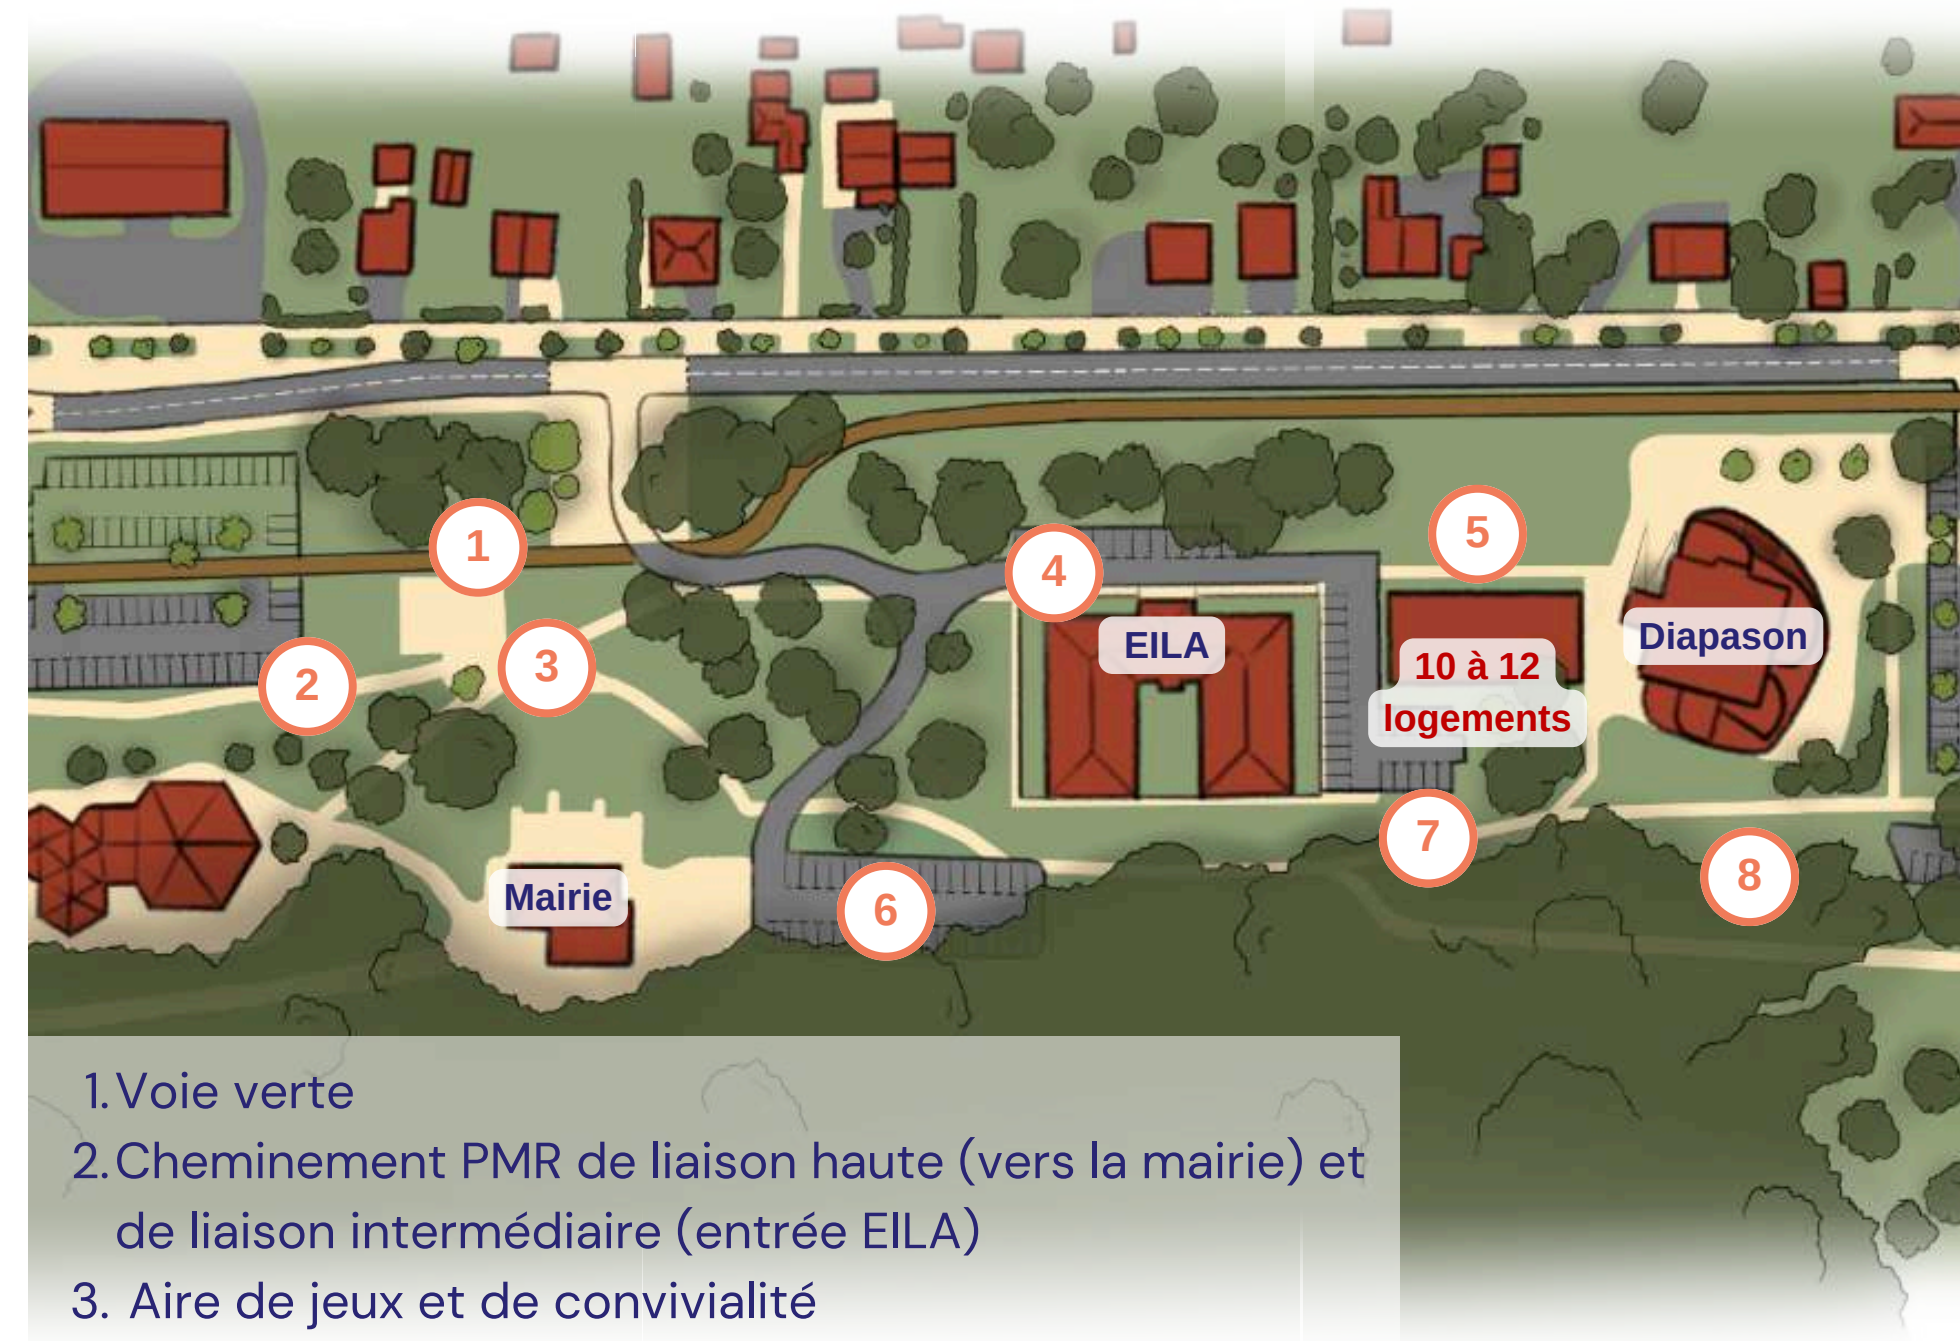 5
1
4
EILA
Diapason
3
10 à 12
2
logements
7
8
Mairie
6
1. Voie verte
2. Cheminement PMR de liaison haute (vers la mairie) et
de liaison intermédiaire (entrée EILA)
3. Aire de jeux et de convivialité